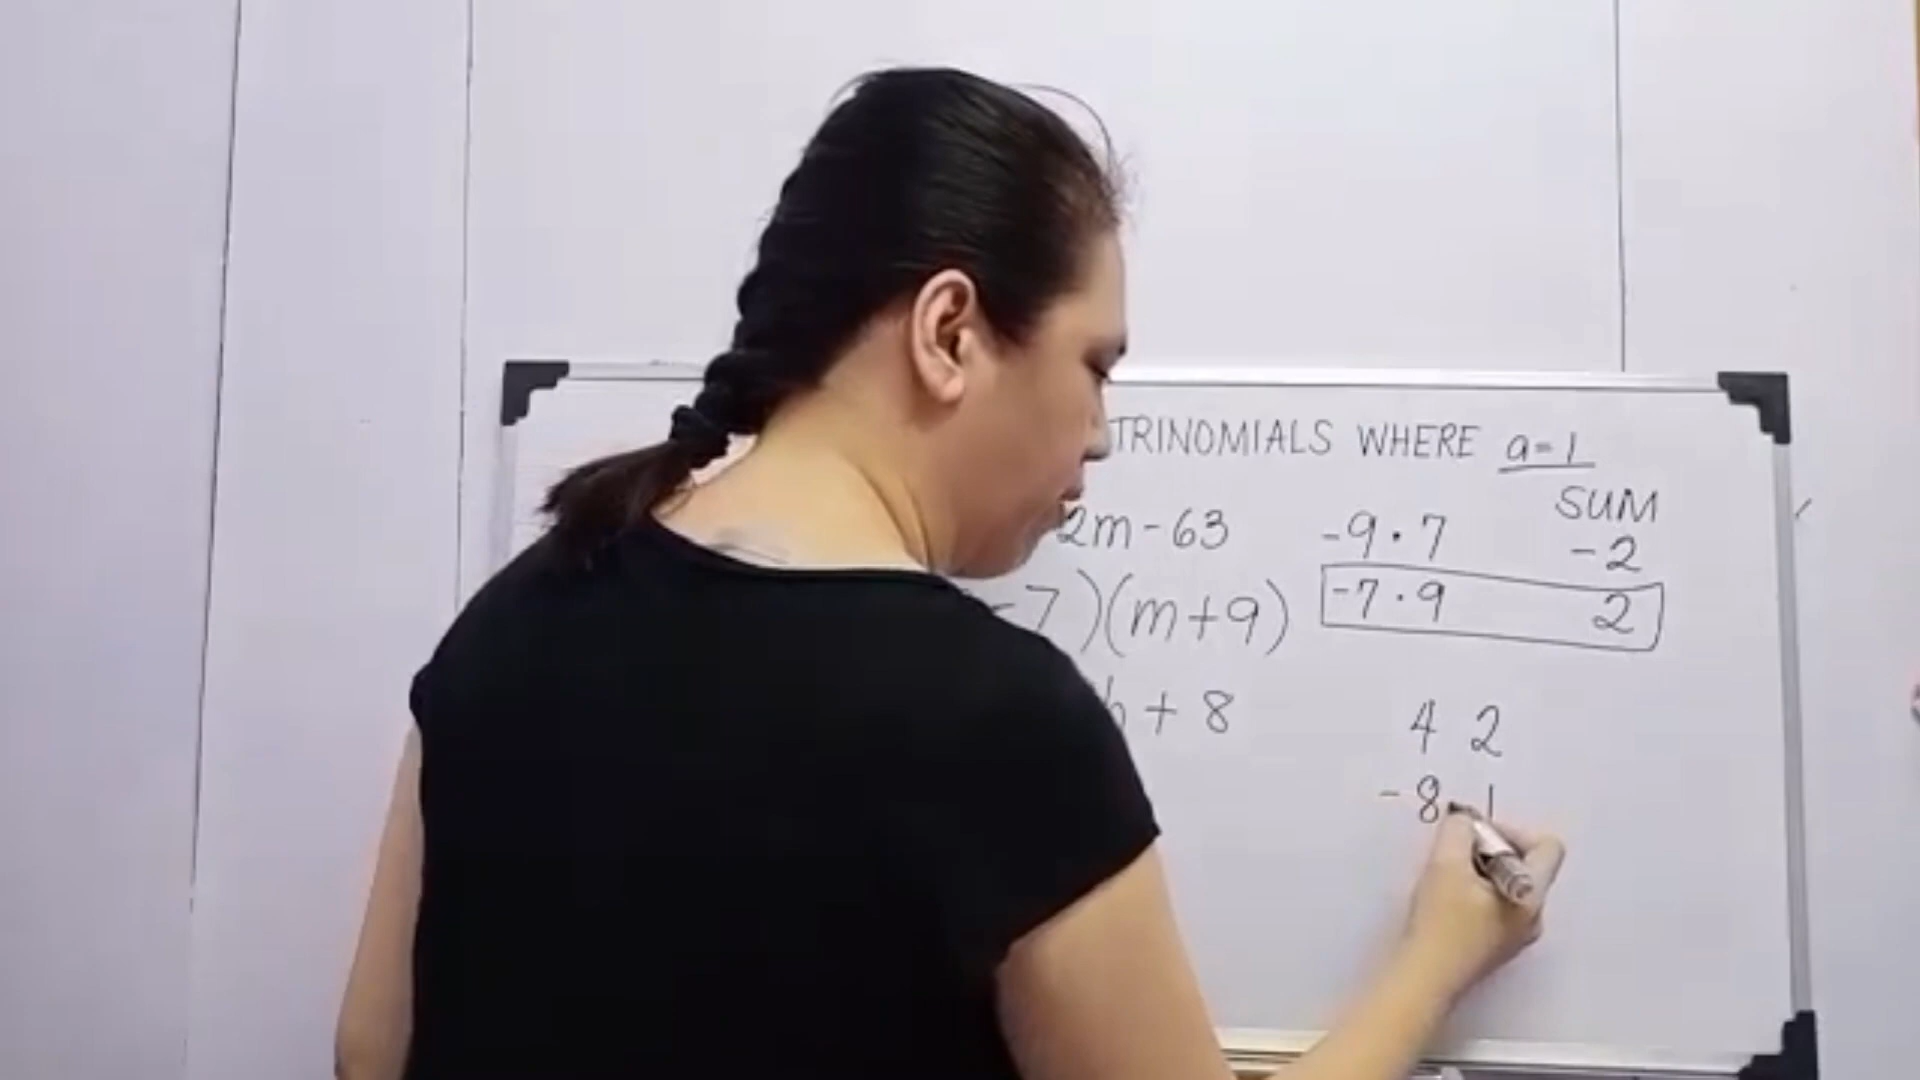 TRINOMIALS WHERE a=1
SUM
2m-63 -9·7 -2
-7)(m+9) -7·9 2
b+8 4 2
-8·1